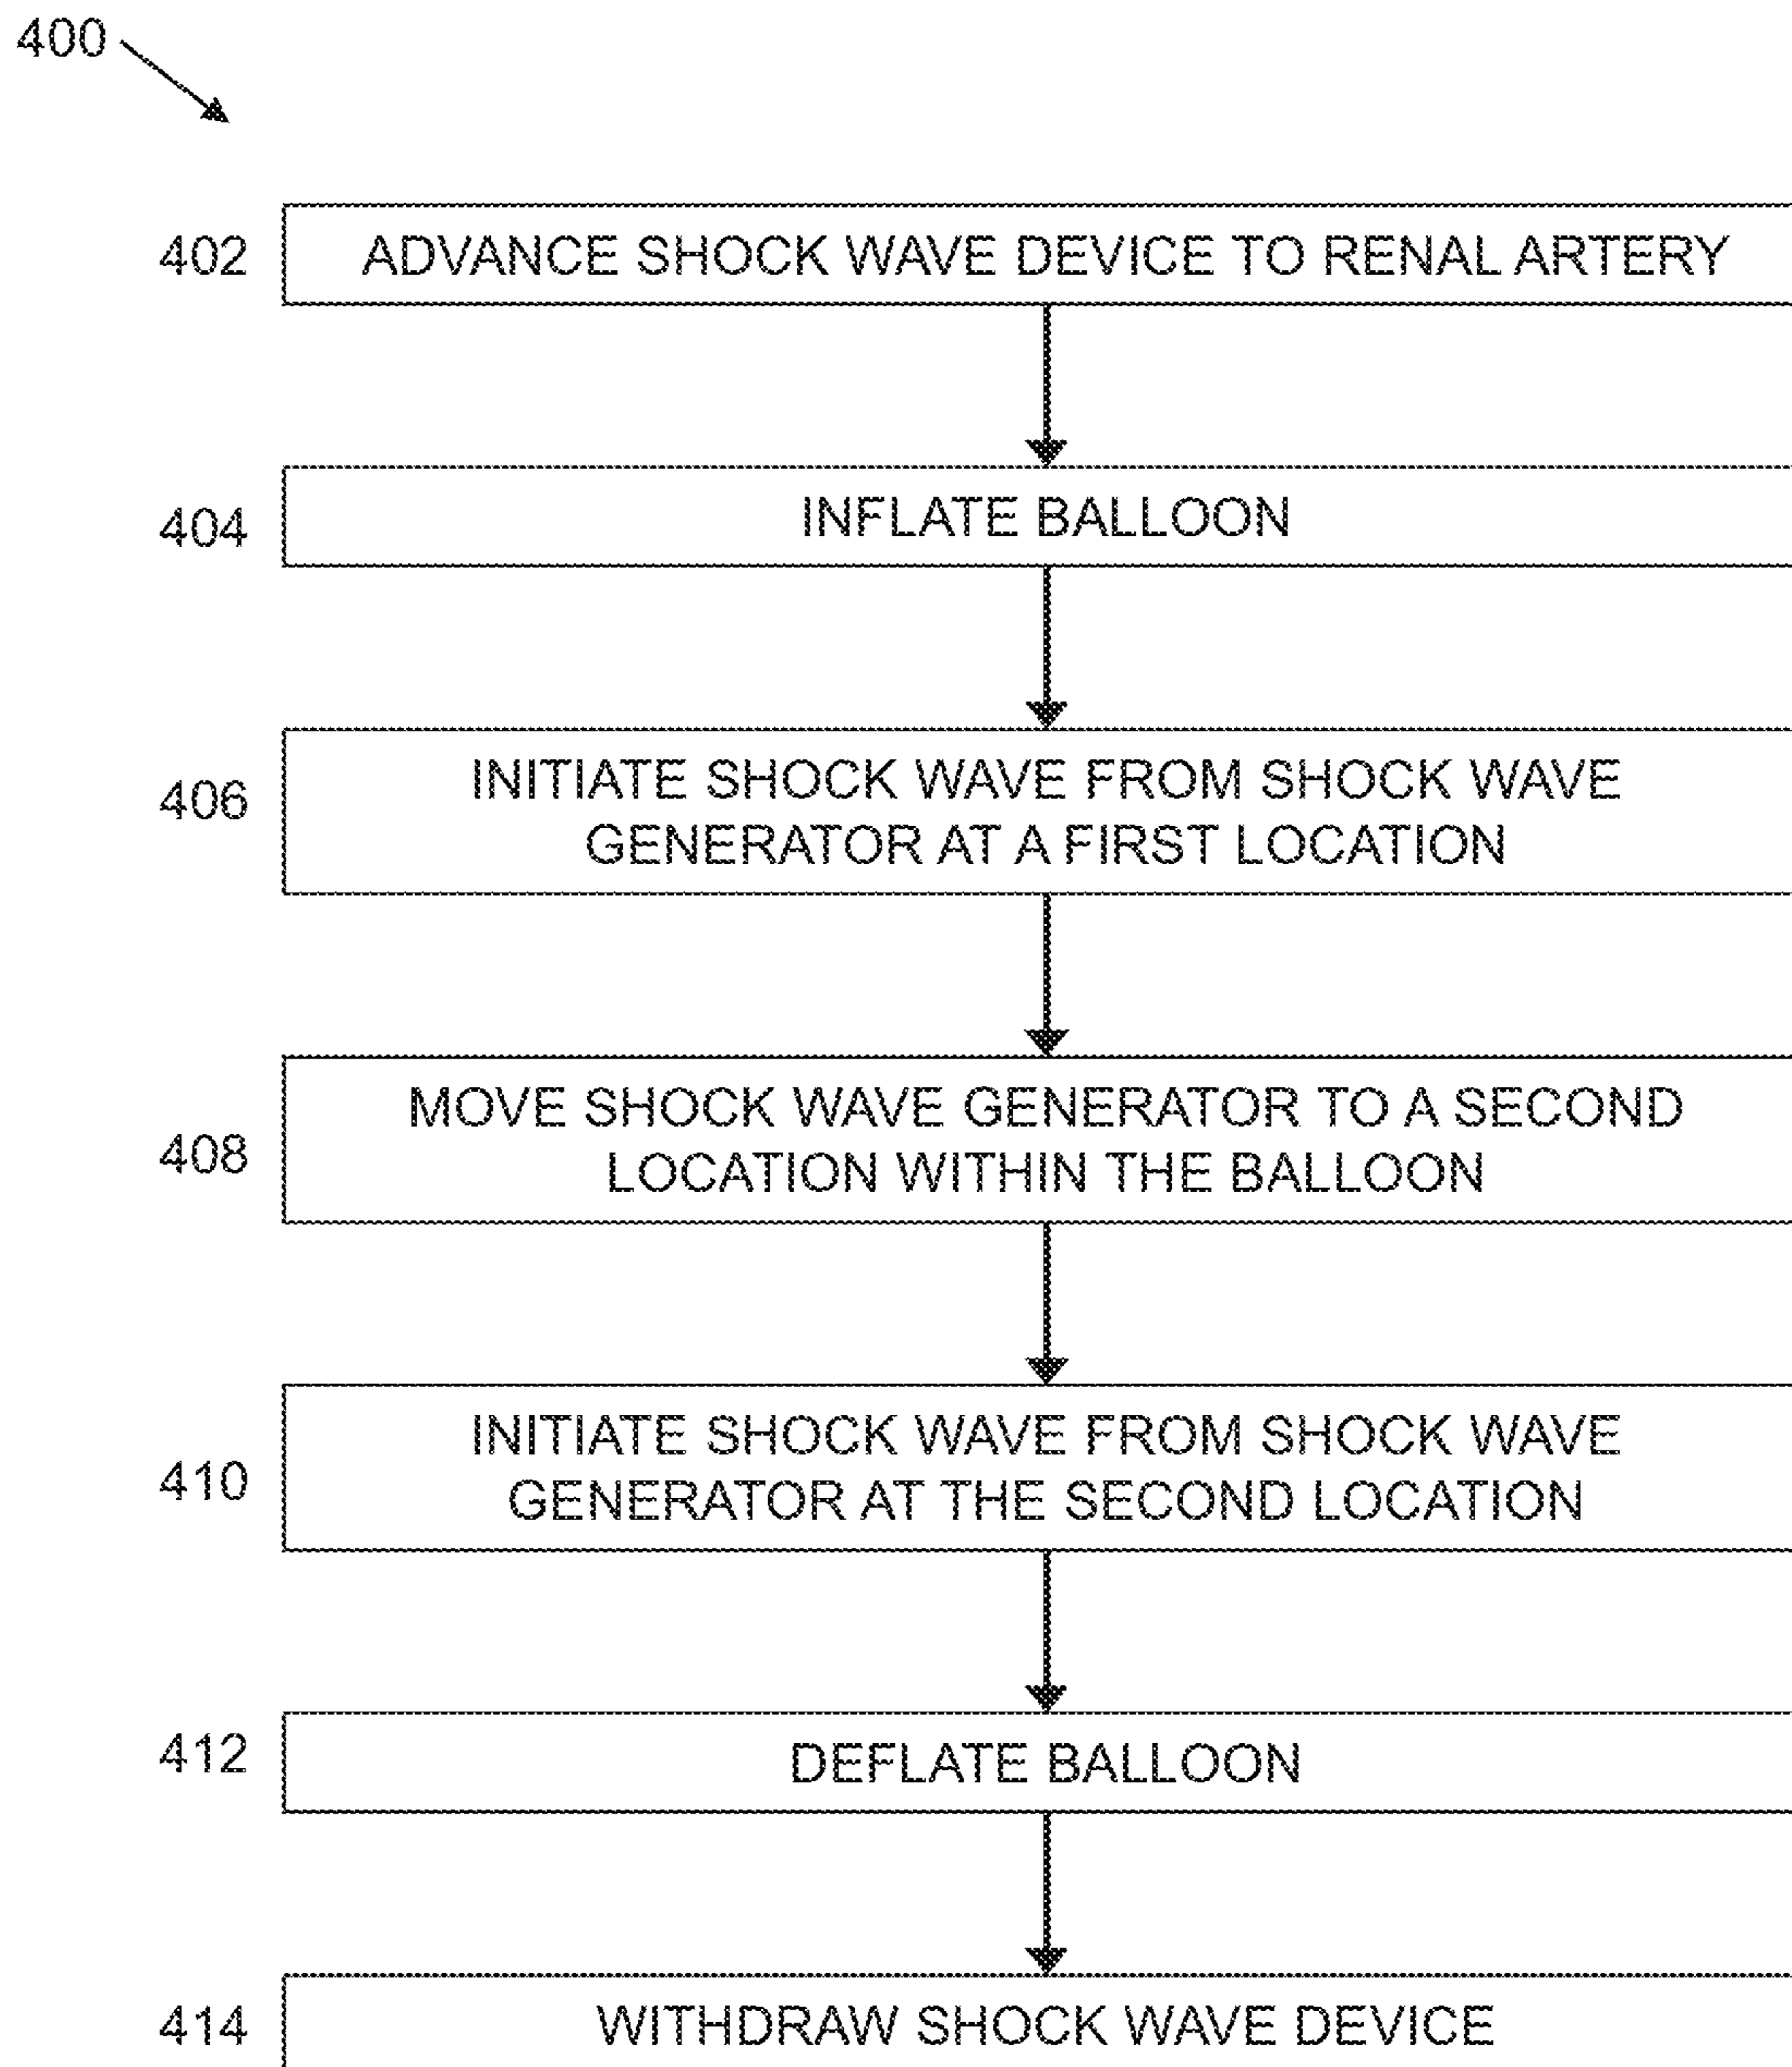 400
402 ADVANCE SHOCK WAVE DEVICE TO RENAL ARTERY
404 INFLATE BALLOON
406 INITIATE SHOCK WAVE FROM SHOCK WAVE
GENERATOR AT A FIRST LOCATION
408 MOVE SHOCK WAVE GENERATOR TO A SECOND
LOCATION WITHIN THE BALLOON
410 INITIATE SHOCK WAVE FROM SHOCK WAVE
GENERATOR AT THE SECOND LOCATION
412 DEFLATE BALLOON
414 WITHDRAW SHOCK WAVE DEVICE